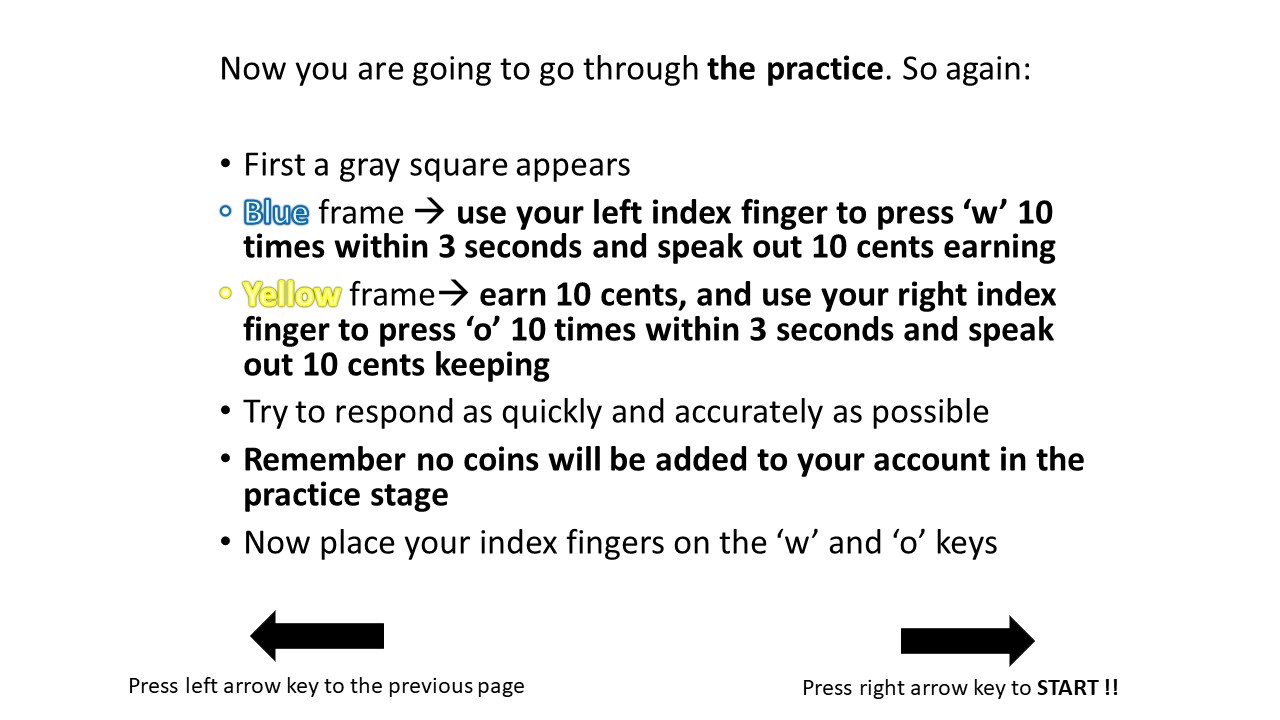 Now you are going to go through the practice. So again:
• First a gray square appears
• Blue frame → use your left index finger to press ‘w’ 10
times within 3 seconds and speak out 10 cents earning
• Yellow frame→ earn 10 cents, and use your right index
finger to press ‘o’ 10 times within 3 seconds and speak
out 10 cents keeping
• Try to respond as quickly and accurately as possible
• Remember no coins will be added to your account in the
practice stage
• Now place your index fingers on the ‘w’ and ‘o’ keys
Press left arrow key to the previous page
Press right arrow key to START !!